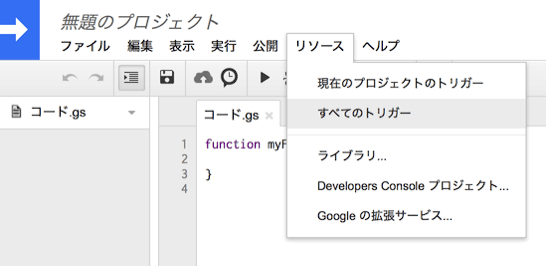 無題のプロジェクト
ファイル 編集 表示 実行 公開 リソース ヘルプ
現在のプロジェクトのトリガー
すべてのトリガー
ライブラリ...
Developers Console プロジェクト...
Google の拡張サービス...
コード.gs
コード.gs ×
1 function
2
3 }
4